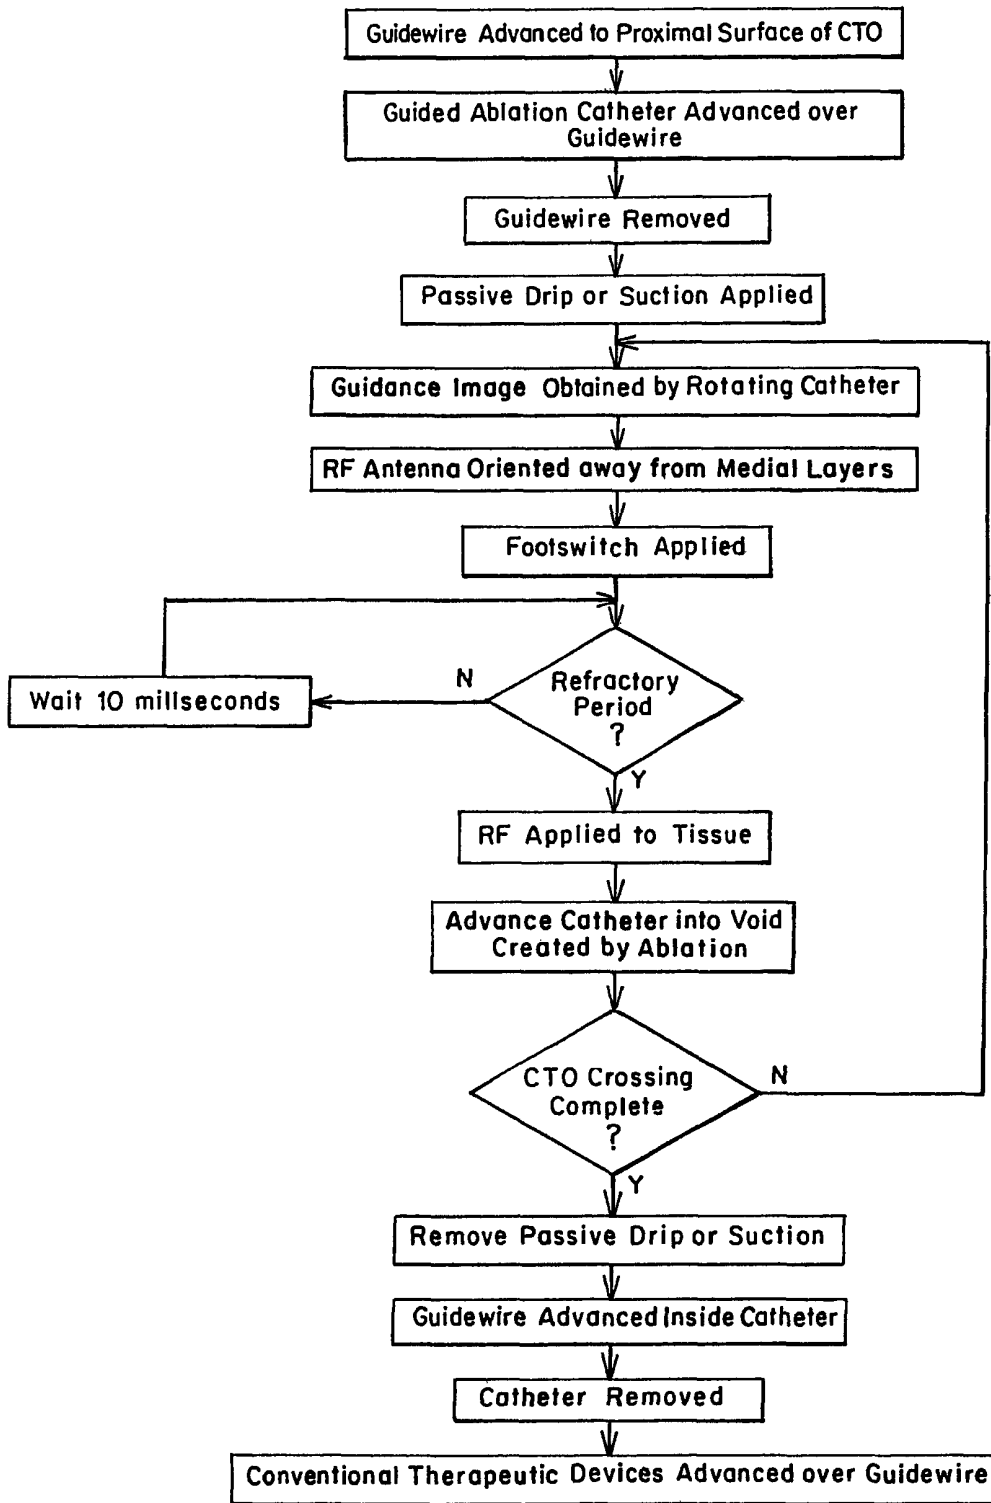 Guidewire Advanced to Proximal Surface of CTO
Guided Ablation Catheter Advanced over
Guidewire
Guidewire Removed
Passive Drip or Suction Applied
Guidance Image Obtained by Rotating Catheter
RF Antenna Oriented away from Medial Layers
Footswitch Applied
Refractory
Period
?
N
Wait 10 millseconds
Y
RF Applied to Tissue
Advance Catheter into Void
Created by Ablation
CTO Crossing
Complete
?
N
Y
Remove Passive Drip or Suction
Guidewire Advanced Inside Catheter
Catheter Removed
Conventional Therapeutic Devices Advanced over Guidewire